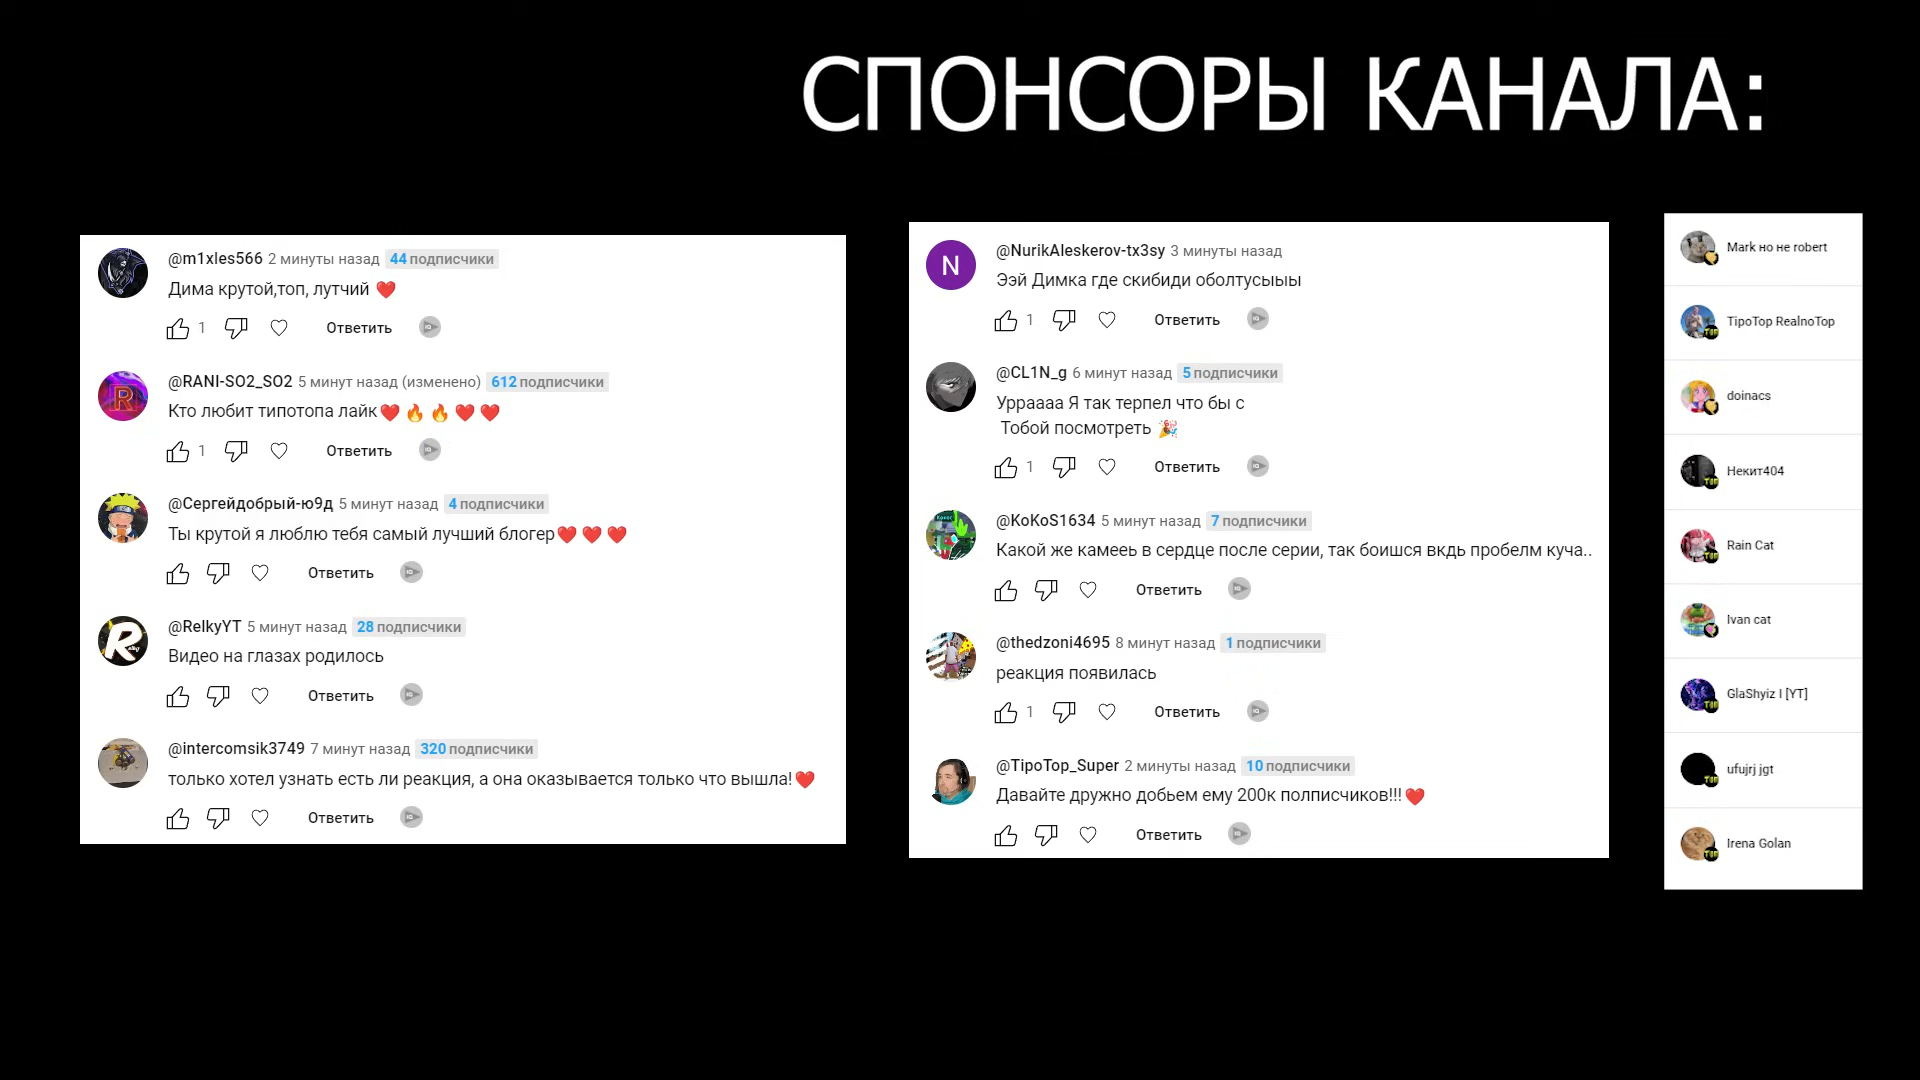 СПОНСОРЫ КАНАЛА:
@m1xles566 2 минуты назад 44 подписчики
Дима крутой,топ, лутчий ❤️
1 Ответить
@RANI-SO2_SO2 5 минут назад (изменено) 612 подписчики
Кто любит типотопа лайк❤️🔥🔥❤️❤️
1 Ответить
@Сергейдобрый-ю9д 5 минут назад 4 подписчики
Ты крутой я люблю тебя самый лучший блогер❤️❤️❤️
Ответить
@RelkyYT 5 минут назад 28 подписчики
Видео на глазах родилось
Ответить
@intercomsik3749 7 минут назад 320 подписчики
только хотел узнать есть ли реакция, а она оказывается только что вышла!❤️
Ответить
N
@NurikAleskerov-tx3sy 3 минуты назад
Ээй Димка где скибиди оболтусыыы
1 Ответить
@CL1N_g 6 минут назад 5 подписчики
Уррaaaa Я так терпел что бы с
Тобой посмотреть 🎉
1 Ответить
@KoKoS1634 5 минут назад 7 подписчики
Какой же камееь в сердце после серии, так боишся вкдь пробелм куча..
Ответить
@thedzoni4695 8 минут назад 1 подписчики
реакция появилась
1 Ответить
@TipoTop_Super 2 минуты назад 10 подписчики
Давайте дружно добьем ему 200к полписчиков!!!❤️
Ответить
Mark но не robert
TipoTop RealnoTop
doinacs
Некит404
Rain Cat
Ivan cat
GlaShyiz I [YT]
ufujrj jgt
Irena Golan